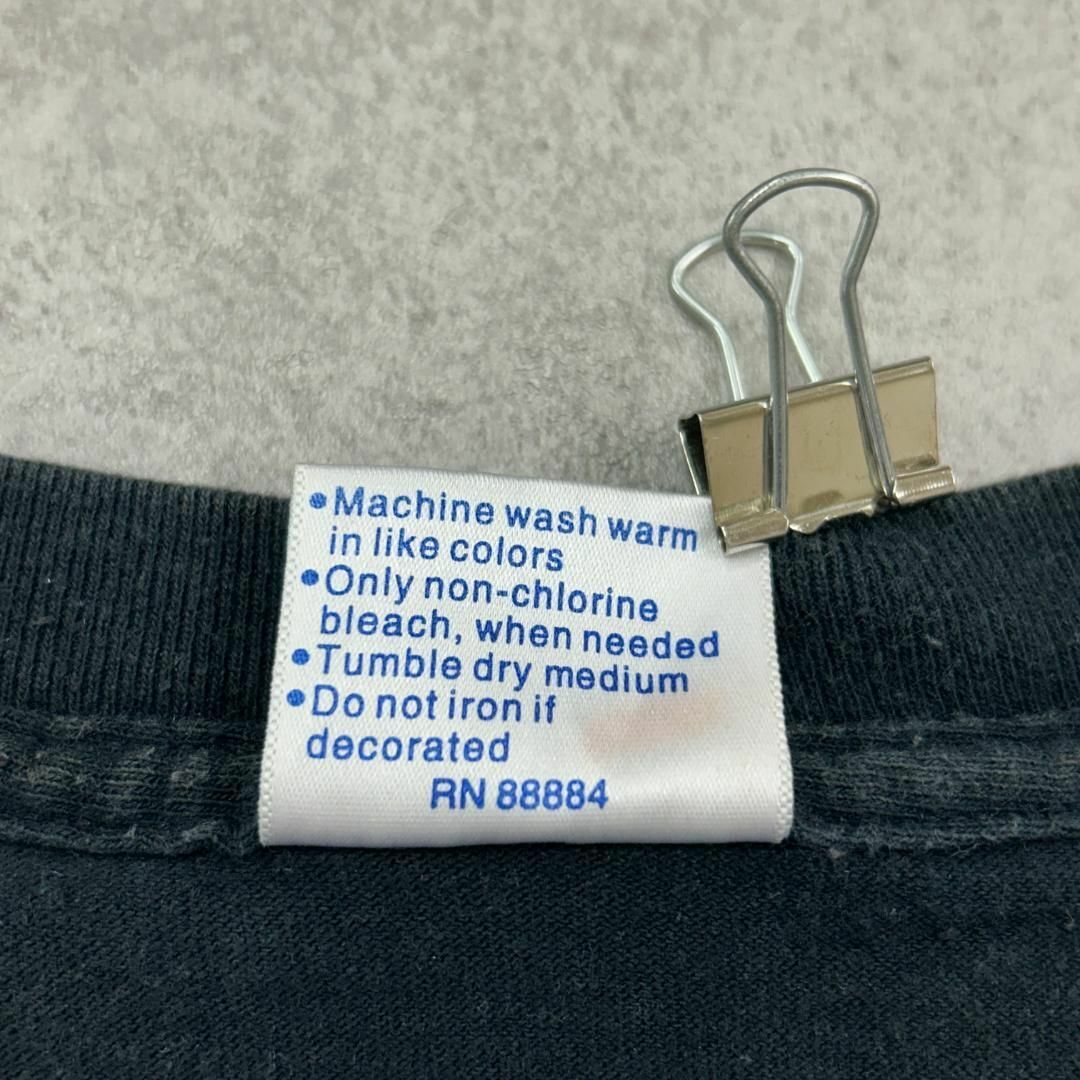 •Machine wash warm
in like colors
•Only non-chlorine
bleach, when needed
•Tumble dry medium
•Do not iron if
decorated
RN 88884